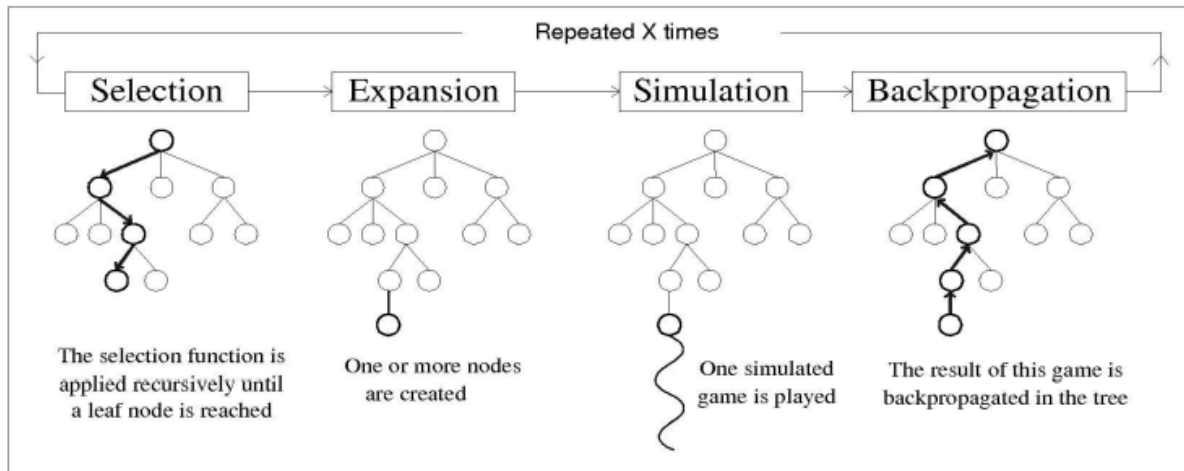 Repeated X times
Selection
Expansion
Simulation
Backpropagation
The selection function is
applied recursively until
a leaf node is reached
One or more nodes
are created
One simulated
game is played
The result of this game is
backpropagated in the tree